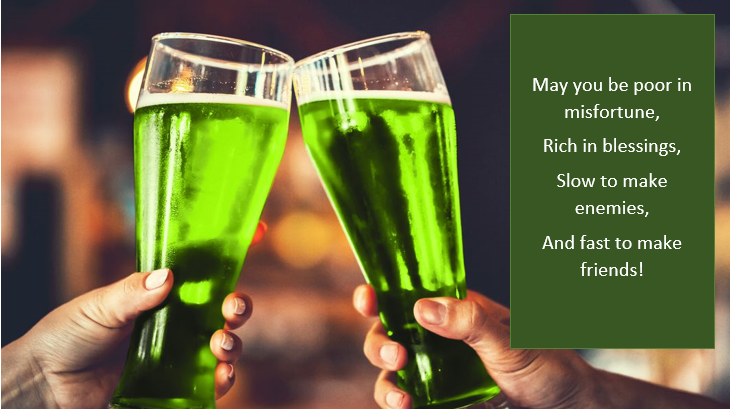 May you be poor in
misfortune,
Rich in blessings,
Slow to make
enemies,
And fast to make
friends!